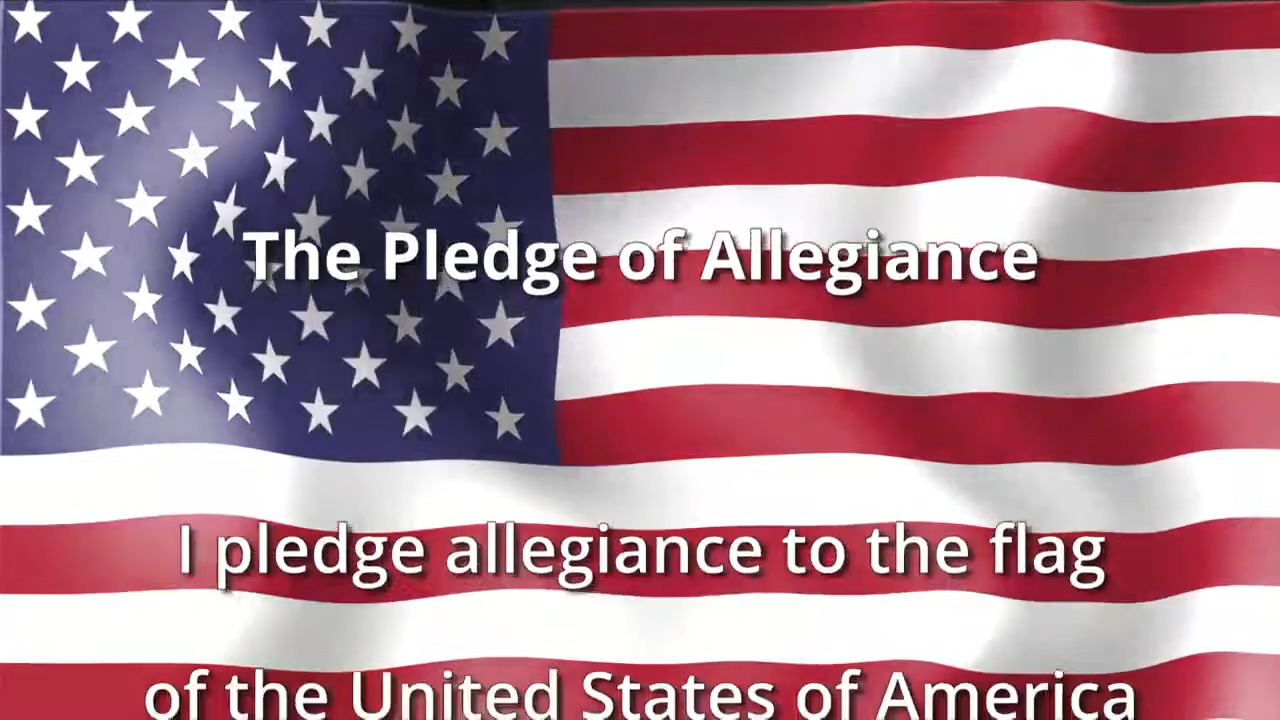 The Pledge of Allegiance
I pledge allegiance to the flag
of the United States of America